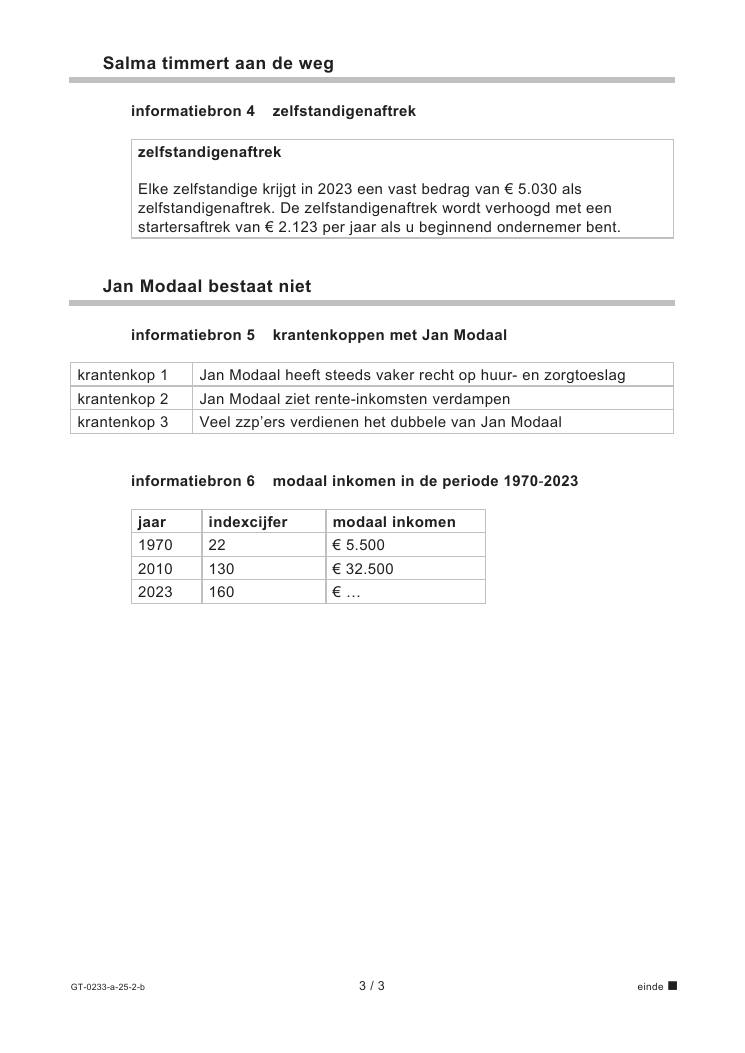 Salma timmert aan de weg
informatiebron 4 zelfstandigenaftrek
zelfstandigenaftrek
Elke zelfstandige krijgt in 2023 een vast bedrag van € 5.030 als
zelfstandigenaftrek. De zelfstandigenaftrek wordt verhoogd met een
startersaftrek van € 2.123 per jaar als u beginnend ondernemer bent.
Jan Modaal bestaat niet
informatiebron 5 krantenkoppen met Jan Modaal
krantenkop 1 Jan Modaal heeft steeds vaker recht op huur- en zorgtoeslag
krantenkop 2 Jan Modaal ziet rente-inkomsten verdampen
krantenkop 3 Veel zzp’ers verdienen het dubbele van Jan Modaal
informatiebron 6 modaal inkomen in de periode 1970-2023
jaar indexcijfer modaal inkomen
1970 22 € 5.500
2010 130 € 32.500
2023 160 € …
GT-0233-a-25-2-b 3 / 3 einde ■